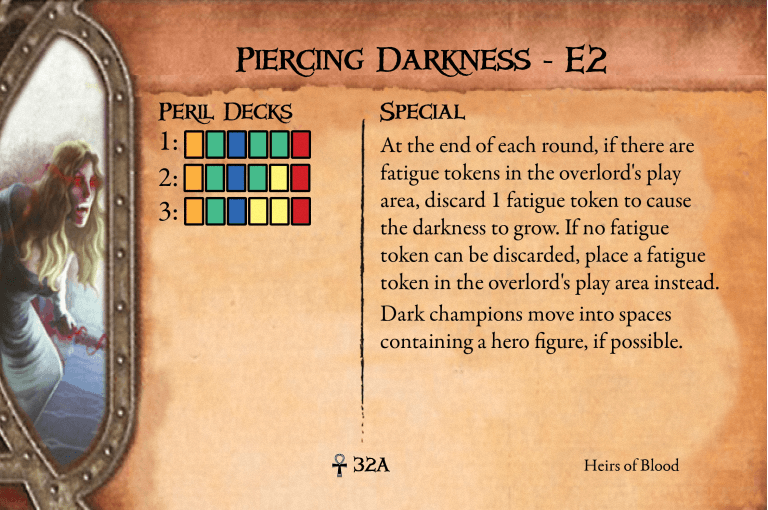 Piercing Darkness - E2
Peril Decks
1:
2:
3:
Special
At the end of each round, if there are
fatigue tokens in the overlord's play
area, discard 1 fatigue token to cause
the darkness to grow. If no fatigue
token can be discarded, place a fatigue
token in the overlord's play area instead.
Dark champions move into spaces
containing a hero figure, if possible.
32A
Heirs of Blood